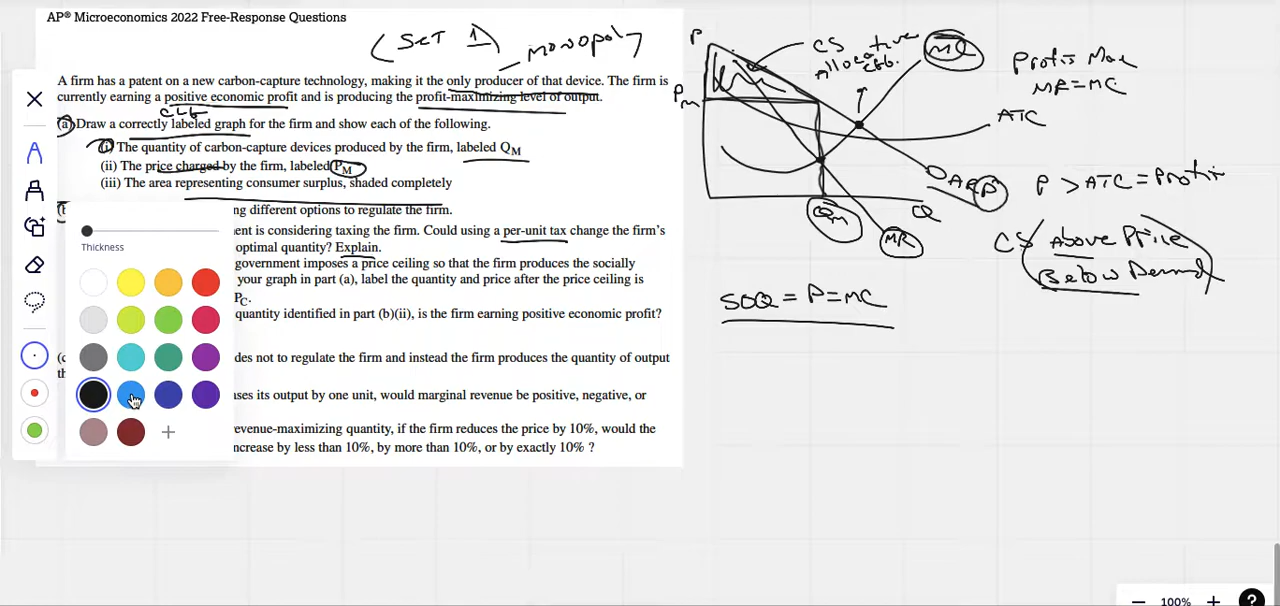 AP® Microeconomics 2022 Free-Response Questions
(SET 1) monopoly
A firm has a patent on a new carbon-capture technology, making it the only producer of that device. The firm is
currently earning a positive economic profit and is producing the profit-maximizing level of output.
(a) Draw a correctly labeled graph for the firm and show each of the following.
(i) The quantity of carbon-capture devices produced by the firm, labeled QM
(ii) The price charged by the firm, labeled PM
(iii) The area representing consumer surplus, shaded completely
(b
ng different options to regulate the firm.
ent is considering taxing the firm. Could using a per-unit tax change the firm's
optimal quantity? Explain.
government imposes a price ceiling so that the firm produces the socially
your graph in part (a), label the quantity and price after the price ceiling is
PC.
quantity identified in part (b)(ii), is the firm earning positive economic profit?
(c
des not to regulate the firm and instead the firm produces the quantity of output
th
ses its output by one unit, would marginal revenue be positive, negative, or
evenue-maximizing quantity, if the firm reduces the price by 10%, would the
ncrease by less than 10%, by more than 10%, or by exactly 10% ?
Thickness
P
CS
Allocative
MC
PM
ATC
QM
Q
MR
Profit Max
MR=MC
P > ATC = Profit
CS Above Price
Below Demand
SOQ = P=MC
100%
?